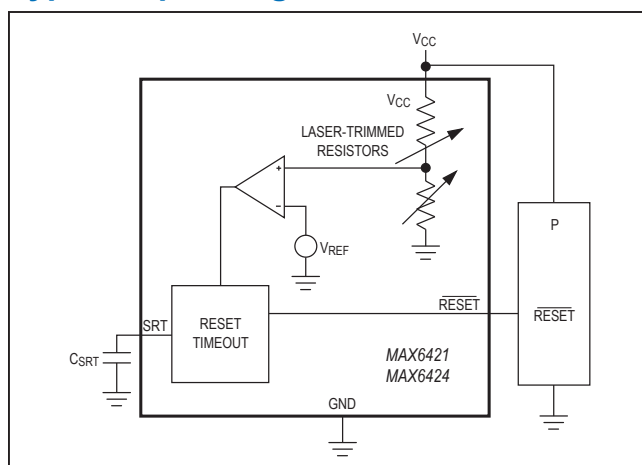 VCC
VCC
LASER-TRIMMED
RESISTORS
+
−
VREF
P
RESET
RESET
SRT
RESET
TIMEOUT
CSRT
MAX6421
MAX6424
GND